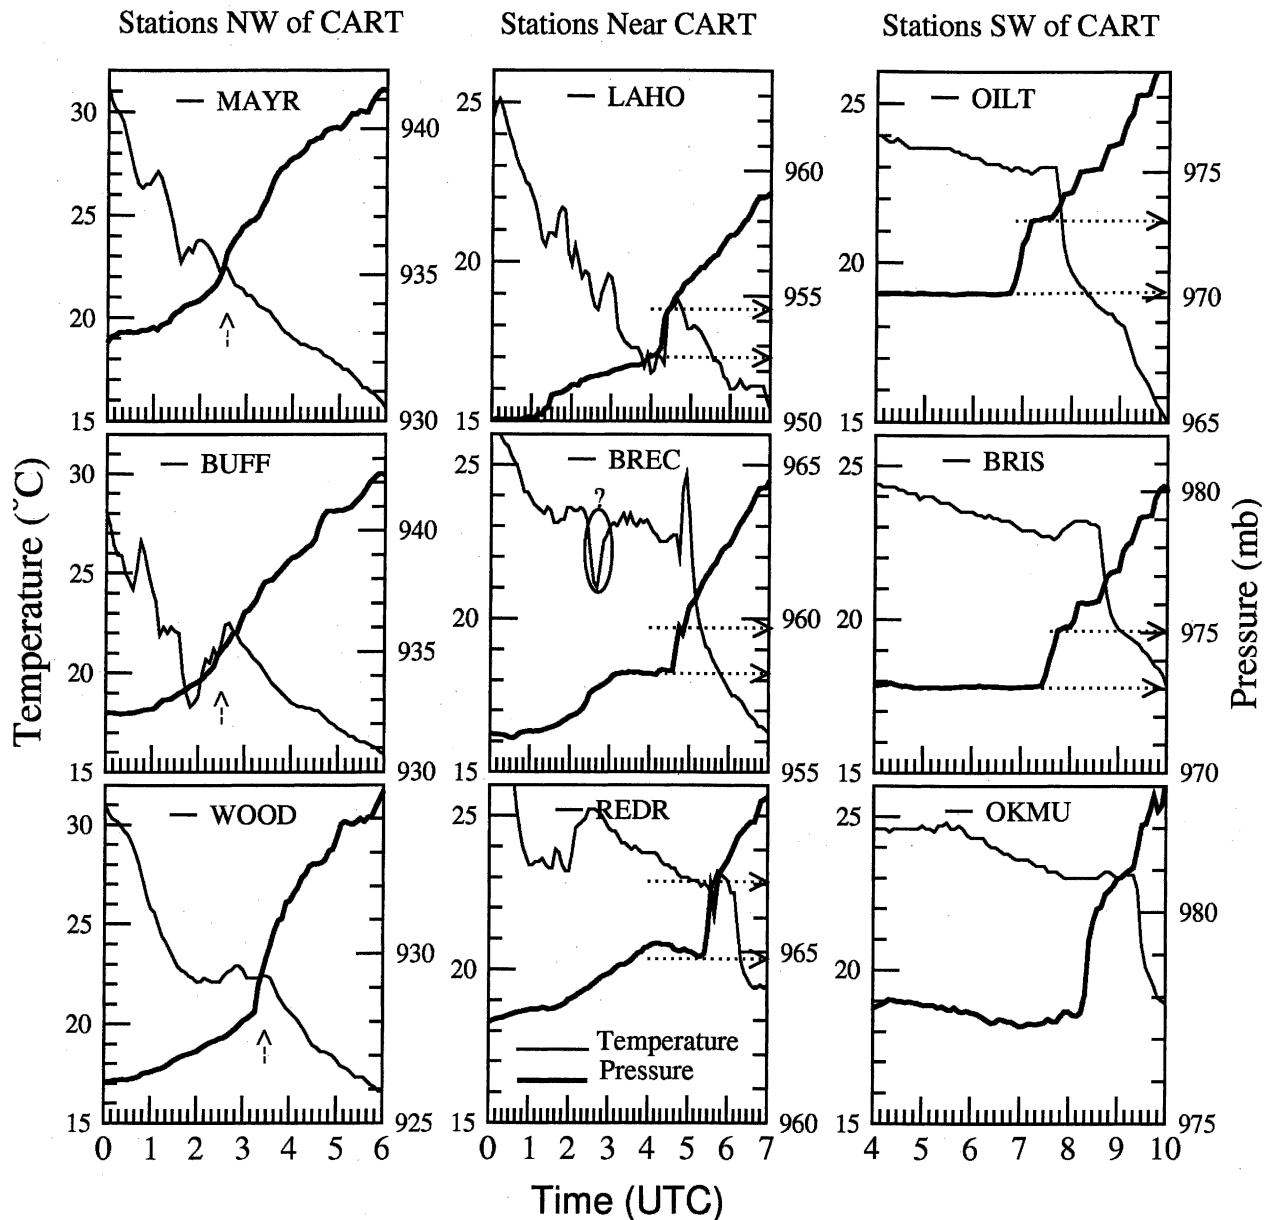 Stations NW of CART Stations Near CART Stations SW of CART
MAYR LAHO OILT
30 25 20 15
940 935 930
25 20 15
960 955 950
25 20 15
975 970 965
BUFF BREC BRIS
30 25 20 15
940 935 930
?
25 20 15
965 960 955
25 20 15
980 975 970
WOOD REDR OKMU
30 25 20 15
930 925
25 20 15
965 960
25 20 15
980 975
Temperature
Pressure
0 1 2 3 4 5 6
0 1 2 3 4 5 6 7
4 5 6 7 8 9 10
Temperature (˚C)
Pressure (mb)
Time (UTC)